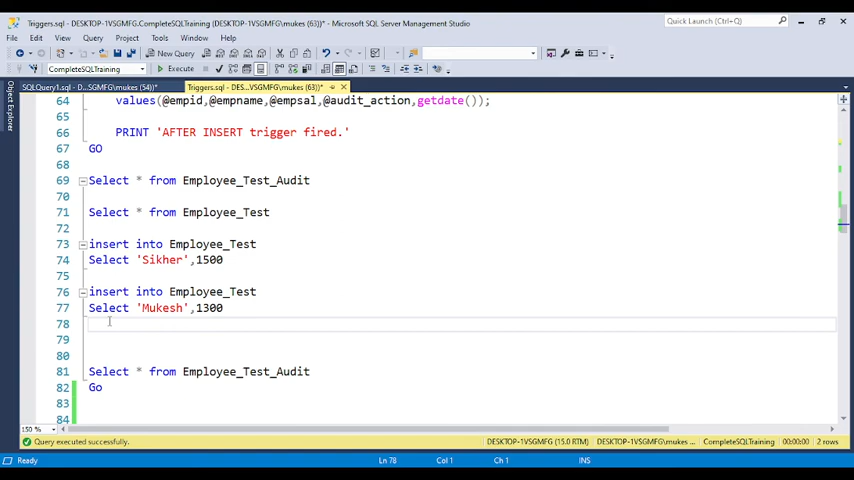 Triggers.sql - DESKTOP-1VSGMFG.CompleteSQLTraining (DESKTOP-1VSGMFG\mukes (63))* - Microsoft SQL Server Management Studio
Quick Launch (Ctrl+Q)
File Edit View Query Project Tools Window Help
New Query
CompleteSQLTraining Execute
SQLQuery1.sql - D...SGMFG\mukes (54))* Triggers.sql - DES...VSGMFG\mukes (63))*
Object Explorer
64 values(@empid,@empname,@empsal,@audit_action,getdate());
65
66 PRINT 'AFTER INSERT trigger fired.'
67 GO
68
69 Select * from Employee_Test_Audit
70
71 Select * from Employee_Test
72
73 insert into Employee_Test
74 Select 'Sikher',1500
75
76 insert into Employee_Test
77 Select 'Mukesh',1300
78
79
80
81 Select * from Employee_Test_Audit
82 Go
83
84
150 %
Query executed successfully. DESKTOP-1VSGMFG (15.0 RTM) DESKTOP-1VSGMFG\mukes ... CompleteSQLTraining 00:00:00 2 rows
Ready Ln 78 Col 1 Ch 1 INS